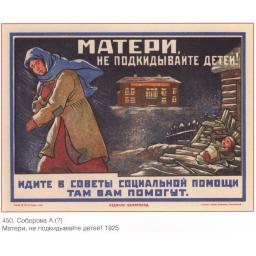 МАТЕРИ,
НЕ ПОДКИДЫВАЙТЕ ДЕТЕЙ!
ИДИТЕ В СОВЕТЫ СОЦИАЛЬНОЙ ПОМОЩИ
ТАМ ВАМ ПОМОГУТ.
450. Соборова А.(?)
Матери, не подкидывайте детей! 1925